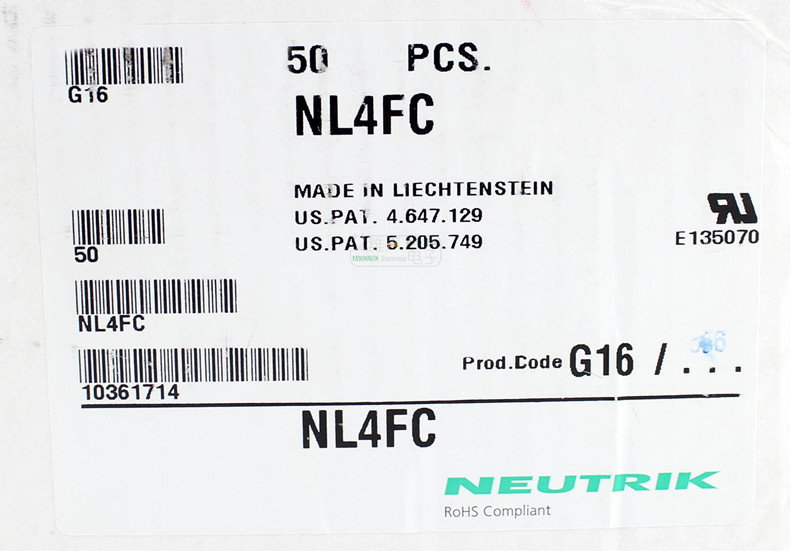 50 PCS.
G16
NL4FC
MADE IN LIECHTENSTEIN
US.PAT. 4.647.129
US.PAT. 5.205.749
E135070
50
NL4FC
10361714
Prod.Code G16 / ...
NL4FC
NEUTRIK
RoHS Compliant